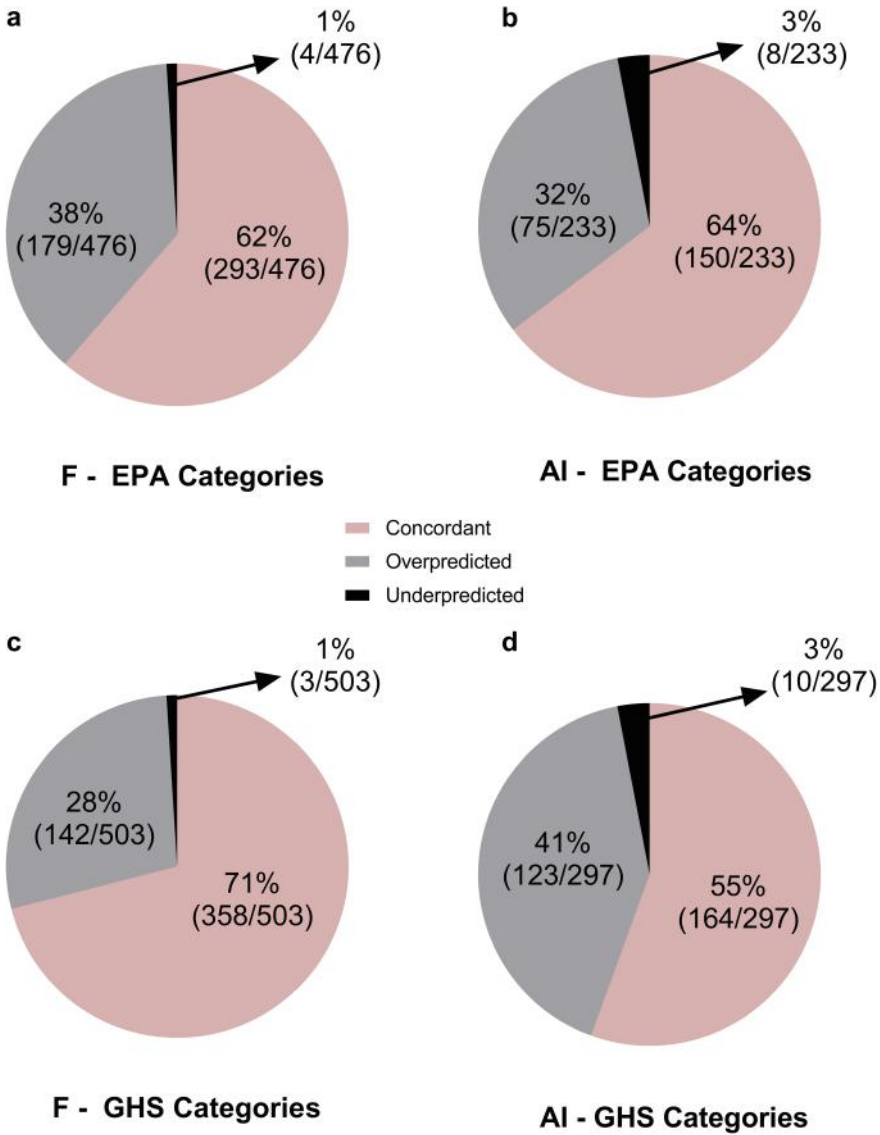 a
1%
(4/476)
38%
(179/476)
62%
(293/476)
F - EPA Categories
b
3%
(8/233)
32%
(75/233)
64%
(150/233)
AI - EPA Categories
Concordant
Overpredicted
Underpredicted
c
1%
(3/503)
28%
(142/503)
71%
(358/503)
F - GHS Categories
d
3%
(10/297)
41%
(123/297)
55%
(164/297)
AI - GHS Categories